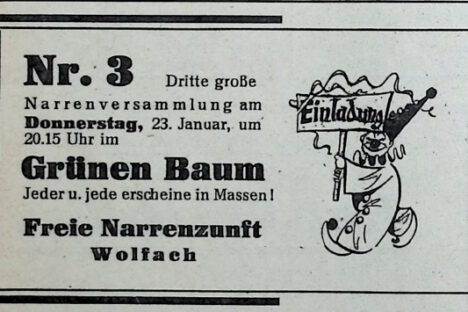 Nr. 3 Dritte große
Narrenversammlung am
Donnerstag, 23. Januar, um
20.15 Uhr im
Grünen Baum
Jeder u. jede erscheine in Massen!
Freie Narrenzunft
Wolfach
Einladung